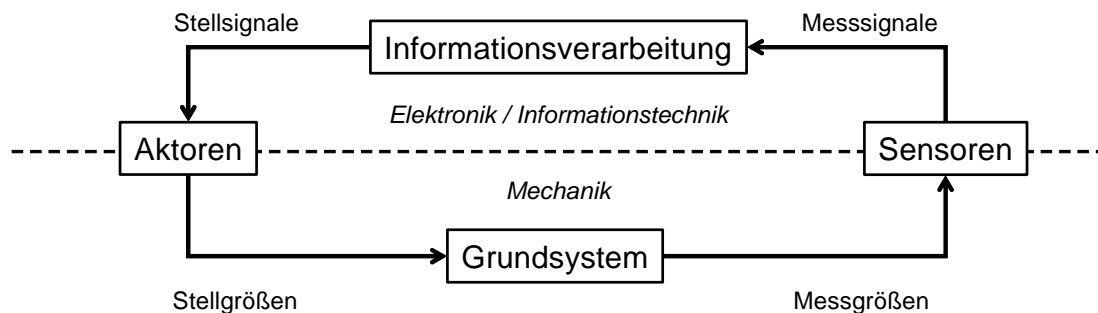 Stellsignale
Messsignale
Informationsverarbeitung
Elektronik / Informationstechnik
Aktoren
Sensoren
Mechanik
Grundsystem
Stellgrößen
Messgrößen